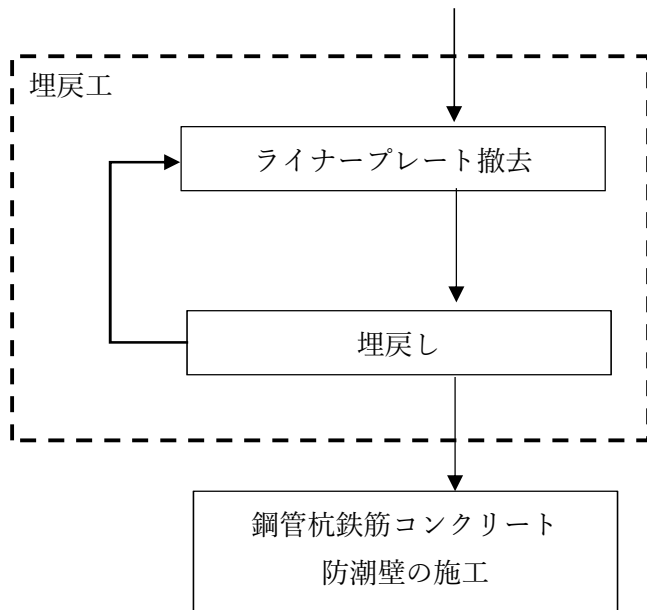 埋戻工
ライナープレート撤去
埋戻し
鋼管杭鉄筋コンクリート
防潮壁の施工